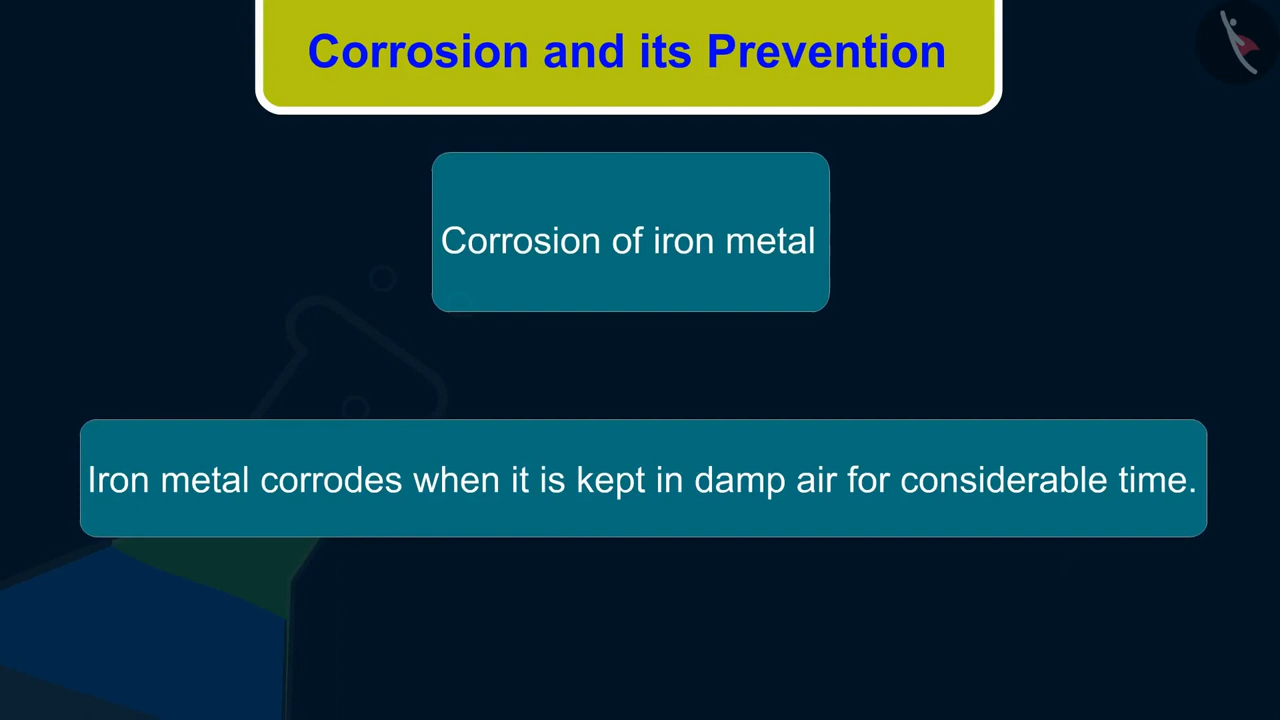 Corrosion and its Prevention
Corrosion of iron metal
Iron metal corrodes when it is kept in damp air for considerable time.